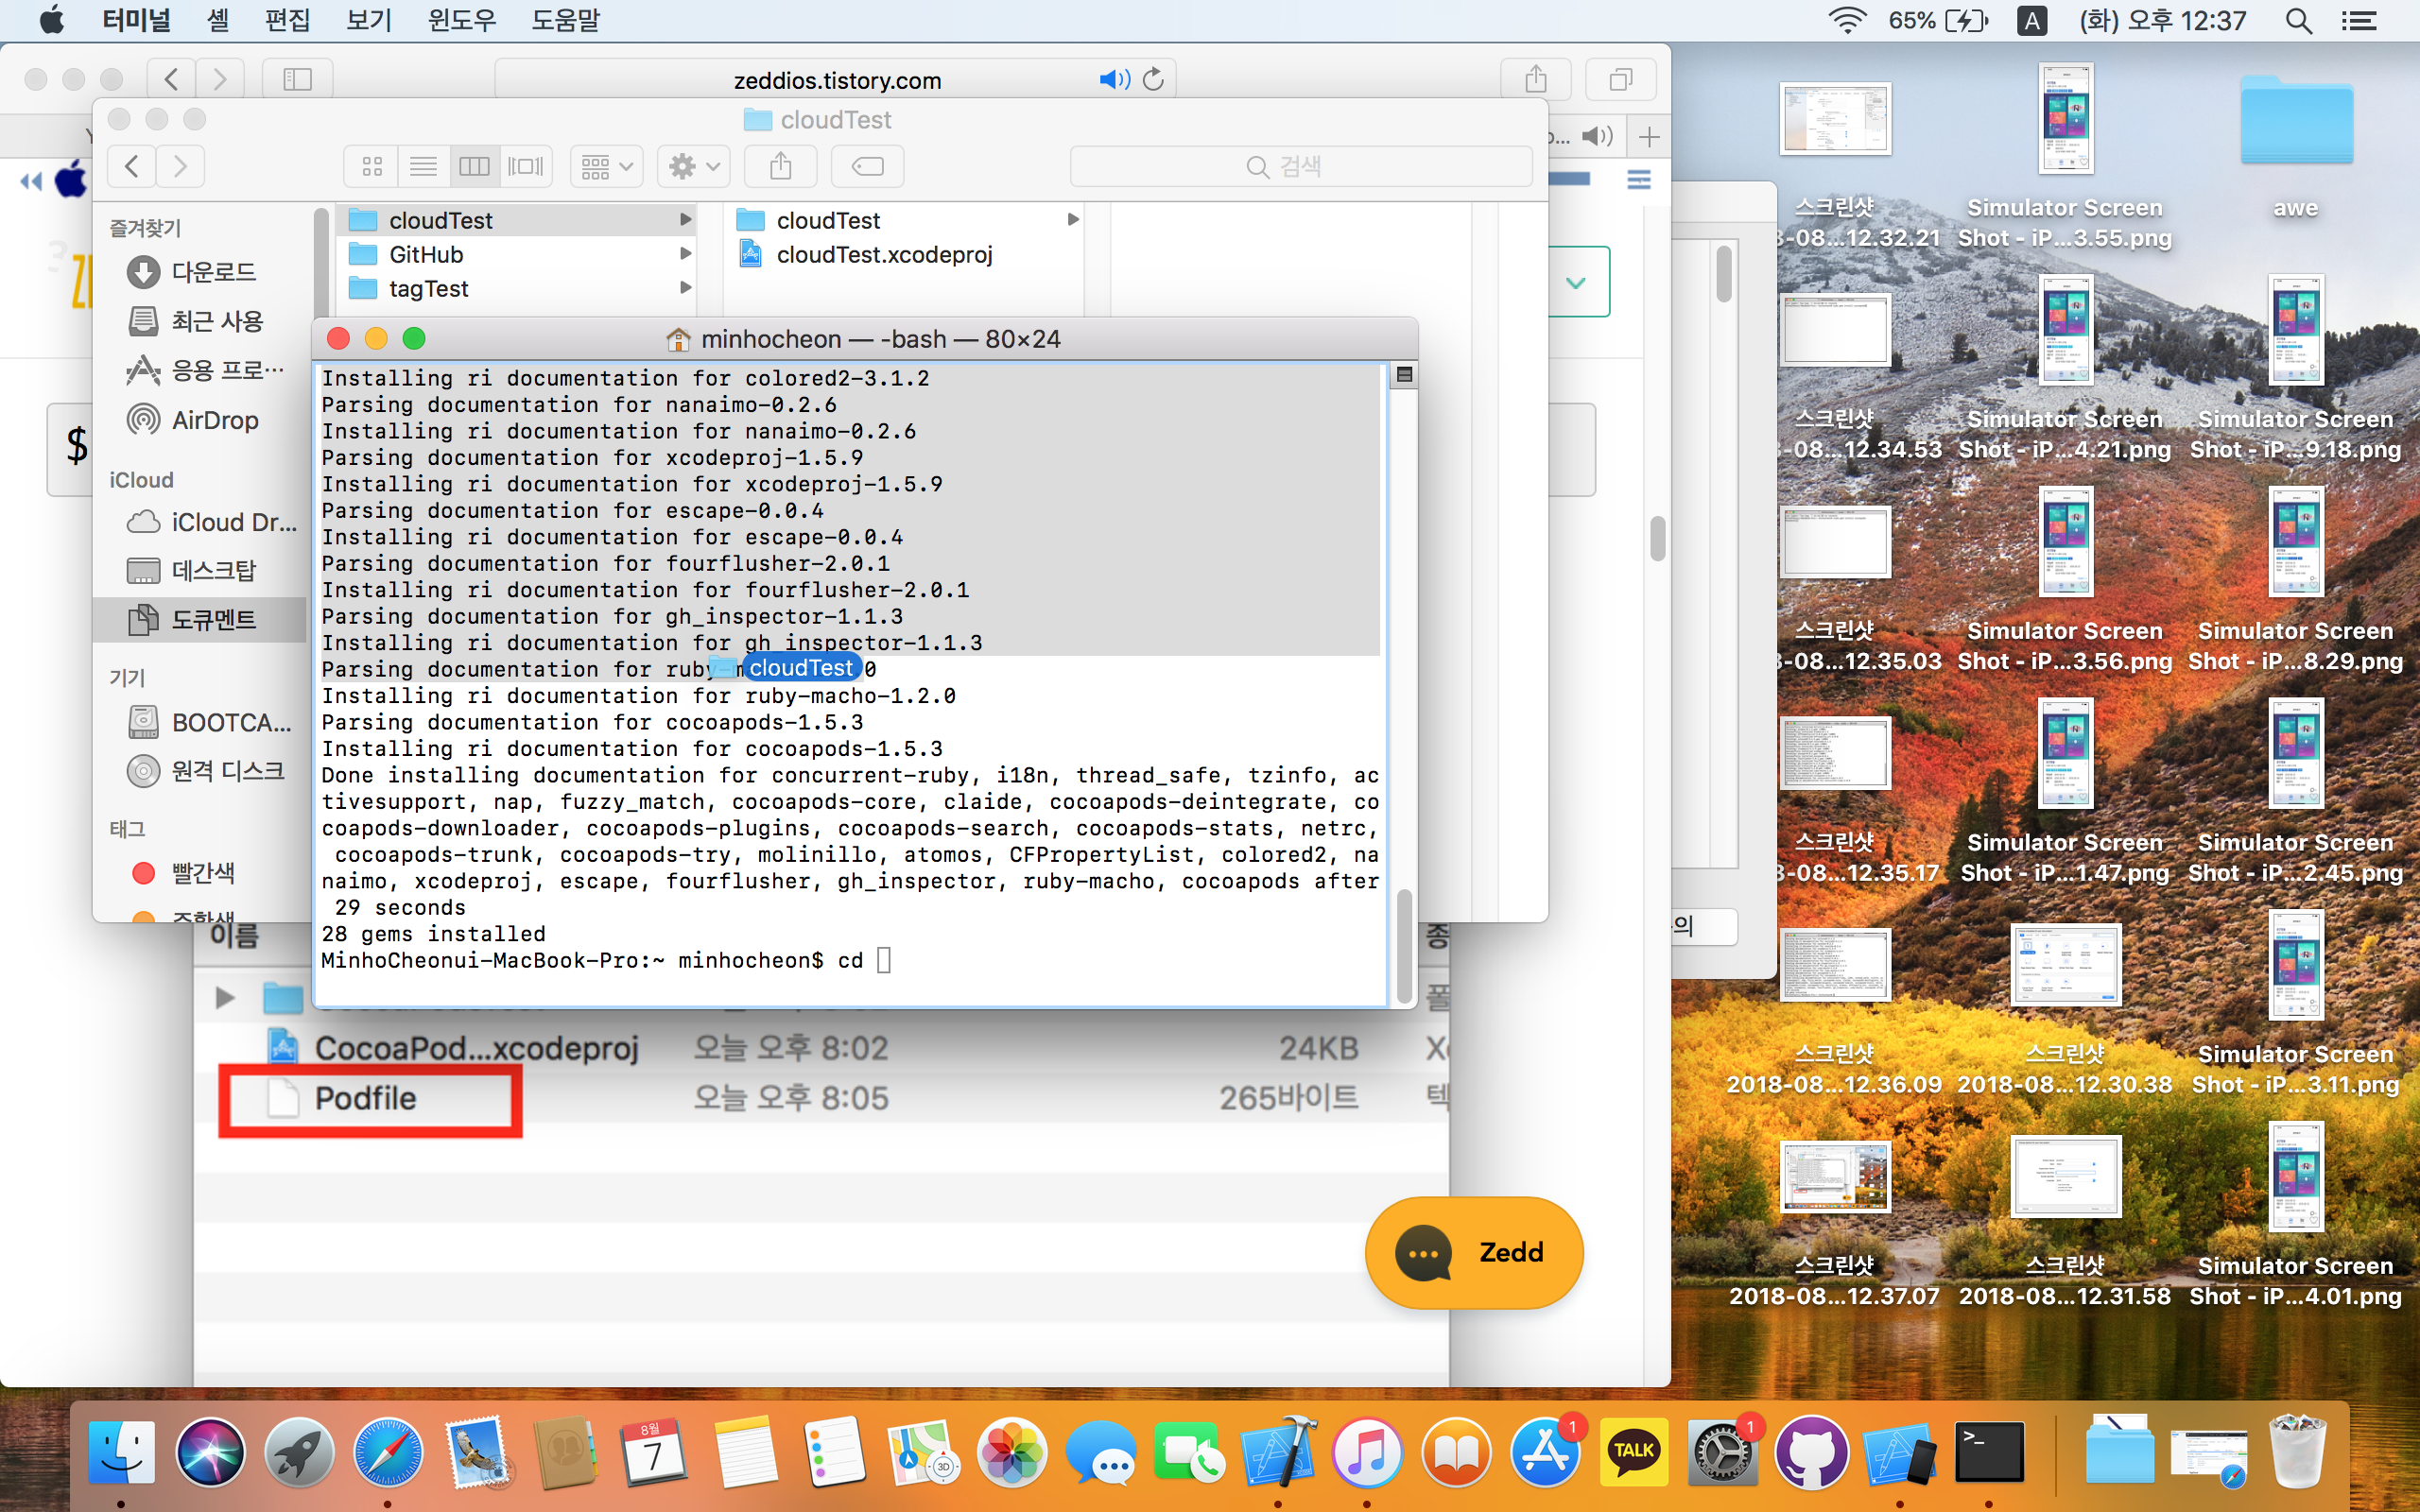 터미널 셸 편집 보기 윈도우 도움말
65% A (화) 오후 12:37
zeddios.tistory.com
cloudTest
검색
즐겨찾기
다운로드
최근 사용
응용 프로…
AirDrop
iCloud
iCloud Dr...
데스크탑
도큐멘트
기기
BOOTCA...
원격 디스크
태그
빨간색
주황색
cloudTest
GitHub
tagTest
cloudTest
cloudTest.xcodeproj
$
minhocheon — -bash — 80×24
Installing ri documentation for colored2-3.1.2
Parsing documentation for nanaimo-0.2.6
Installing ri documentation for nanaimo-0.2.6
Parsing documentation for xcodeproj-1.5.9
Installing ri documentation for xcodeproj-1.5.9
Parsing documentation for escape-0.0.4
Installing ri documentation for escape-0.0.4
Parsing documentation for fourflusher-2.0.1
Installing ri documentation for fourflusher-2.0.1
Parsing documentation for gh_inspector-1.1.3
Installing ri documentation for gh_inspector-1.1.3
Parsing documentation for ruby-m cloudTest 0
Installing ri documentation for ruby-macho-1.2.0
Parsing documentation for cocoapods-1.5.3
Installing ri documentation for cocoapods-1.5.3
Done installing documentation for concurrent-ruby, i18n, thread_safe, tzinfo, ac
tivesupport, nap, fuzzy_match, cocoapods-core, claide, cocoapods-deintegrate, co
coapods-downloader, cocoapods-plugins, cocoapods-search, cocoapods-stats, netrc,
 cocoapods-trunk, cocoapods-try, molinillo, atomos, CFPropertyList, colored2, na
naimo, xcodeproj, escape, fourflusher, gh_inspector, ruby-macho, cocoapods after
 29 seconds
28 gems installed
MinhoCheonui-MacBook-Pro:~ minhocheon$ cd
이름 종
폴
CocoaPod...xcodeproj 오늘 오후 8:02 24KB
Podfile 오늘 오후 8:05 265바이트 텍
의
Zedd
스크린샷
8-08...12.32.21
Simulator Screen
Shot - iP...3.55.png
awe
스크린샷
8-08...12.34.53
Simulator Screen
Shot - iP...4.21.png
Simulator Screen
Shot - iP...9.18.png
스크린샷
8-08...12.35.03
Simulator Screen
Shot - iP...3.56.png
Simulator Screen
Shot - iP...8.29.png
스크린샷
8-08...12.35.17
Simulator Screen
Shot - iP...1.47.png
Simulator Screen
Shot - iP...2.45.png
스크린샷
2018-08...12.36.09
스크린샷
2018-08...12.30.38
Simulator Screen
Shot - iP...3.11.png
스크린샷
2018-08...12.37.07
스크린샷
2018-08...12.31.58
Simulator Screen
Shot - iP...4.01.png
8월
7
3D
1
TALK
1
>_